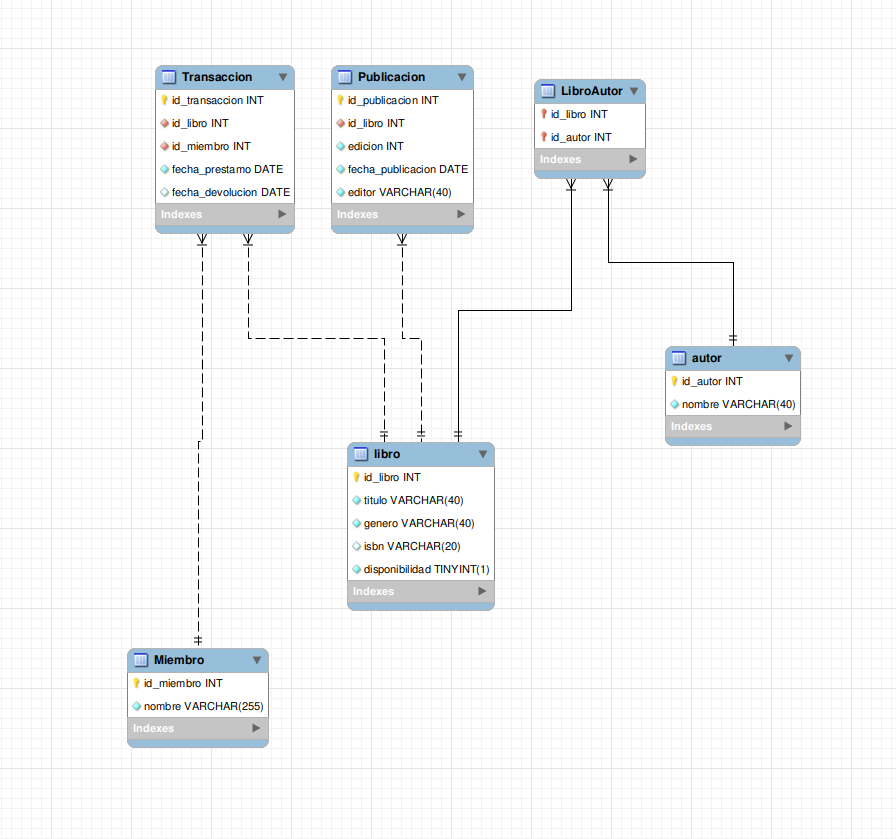 Transaccion
id_transaccion INT
id_libro INT
id_miembro INT
fecha_prestamo DATE
fecha_devolucion DATE
Indexes
Publicacion
id_publicacion INT
id_libro INT
edicion INT
fecha_publicacion DATE
editor VARCHAR(40)
Indexes
LibroAutor
id_libro INT
id_autor INT
Indexes
autor
id_autor INT
nombre VARCHAR(40)
Indexes
libro
id_libro INT
titulo VARCHAR(40)
genero VARCHAR(40)
isbn VARCHAR(20)
disponibilidad TINYINT(1)
Indexes
Miembro
id_miembro INT
nombre VARCHAR(255)
Indexes